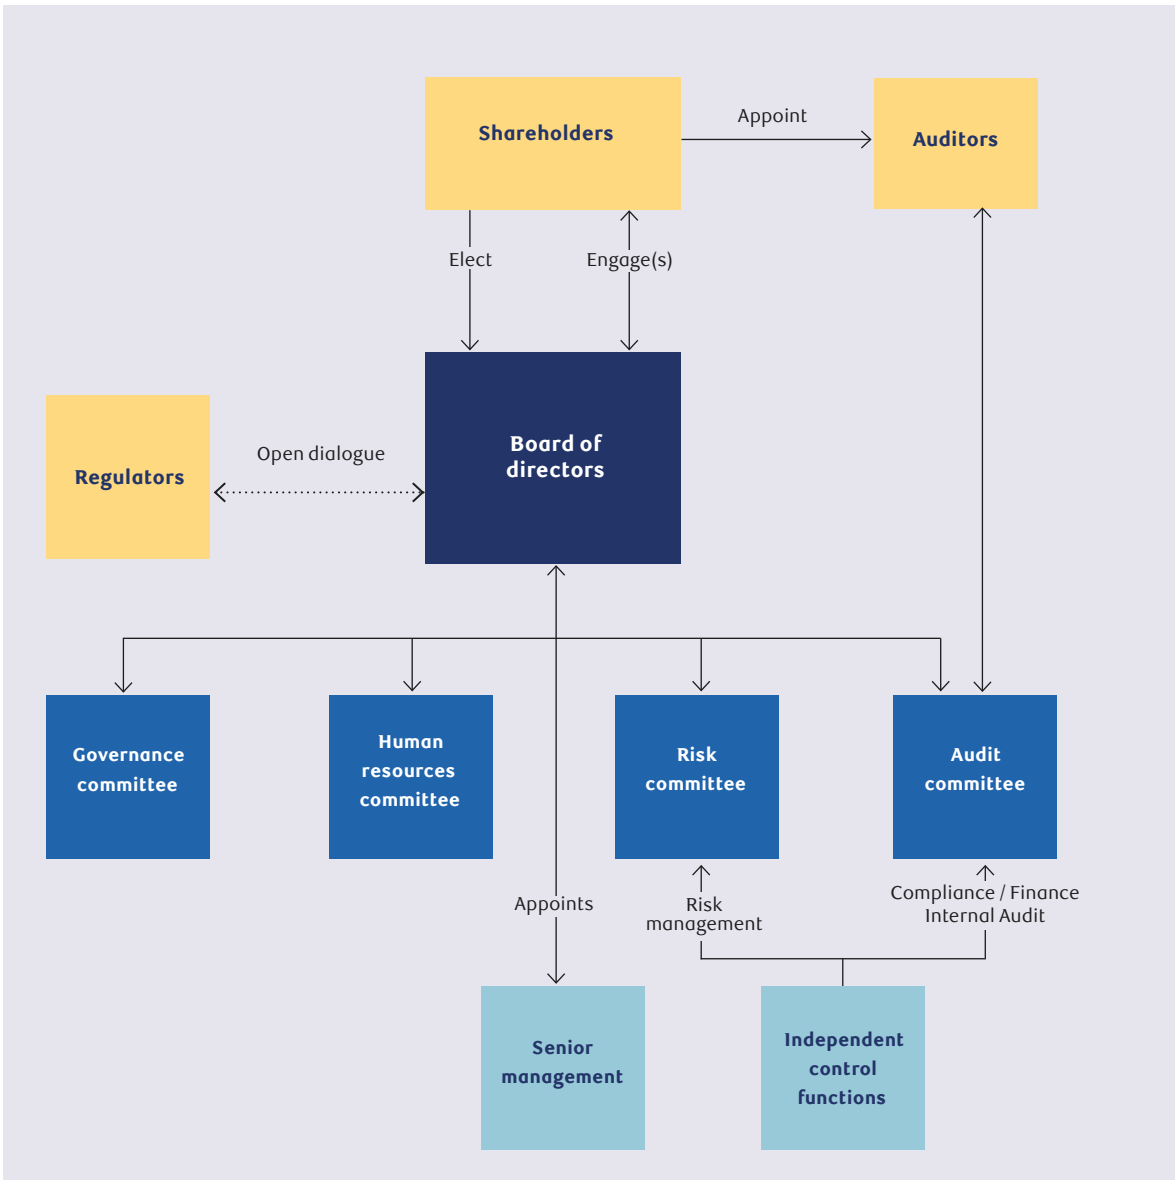 Shareholders
Appoint
Auditors
Elect
Engage(s)
Regulators
Open dialogue
Board of
directors
Governance
committee
Human
resources
committee
Risk
committee
Audit
committee
Appoints
Risk
management
Compliance / Finance
Internal Audit
Senior
management
Independent
control
functions